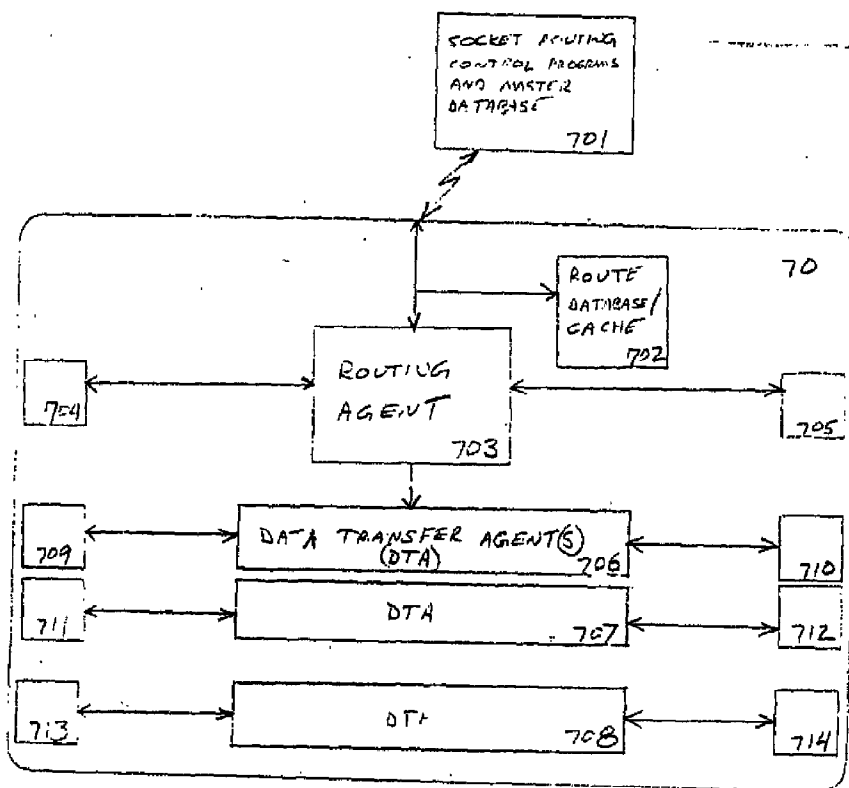 SOCKET ROUTING
CONTROL PROGRAMS
AND MASTER
DATABASE
701
70
ROUTE
DATABASE/
CACHE
702
ROUTING
AGENT
703
704
705
DATA TRANSFER AGENT(S)
(DTA)
706
709
710
DTA
707
711
712
DTA
708
713
714